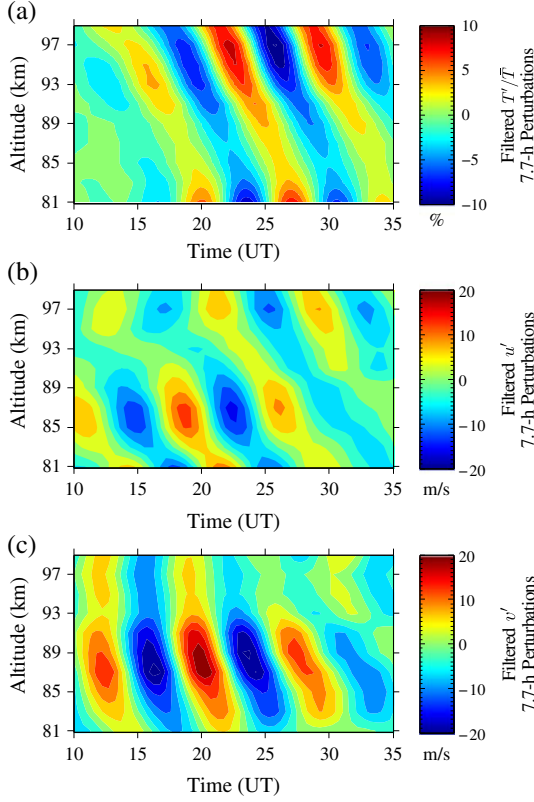 (a)
Altitude (km)
97
93
89
85
81
10 15 20 25 30 35
Time (UT)
10
5
0
−5
−10
%
Filtered T′/T̄
7.7-h Perturbations
(b)
Altitude (km)
97
93
89
85
81
10 15 20 25 30 35
Time (UT)
20
10
0
−10
−20
m/s
Filtered u′
7.7-h Perturbations
(c)
Altitude (km)
97
93
89
85
81
10 15 20 25 30 35
Time (UT)
20
10
0
−10
−20
m/s
Filtered v′
7.7-h Perturbations